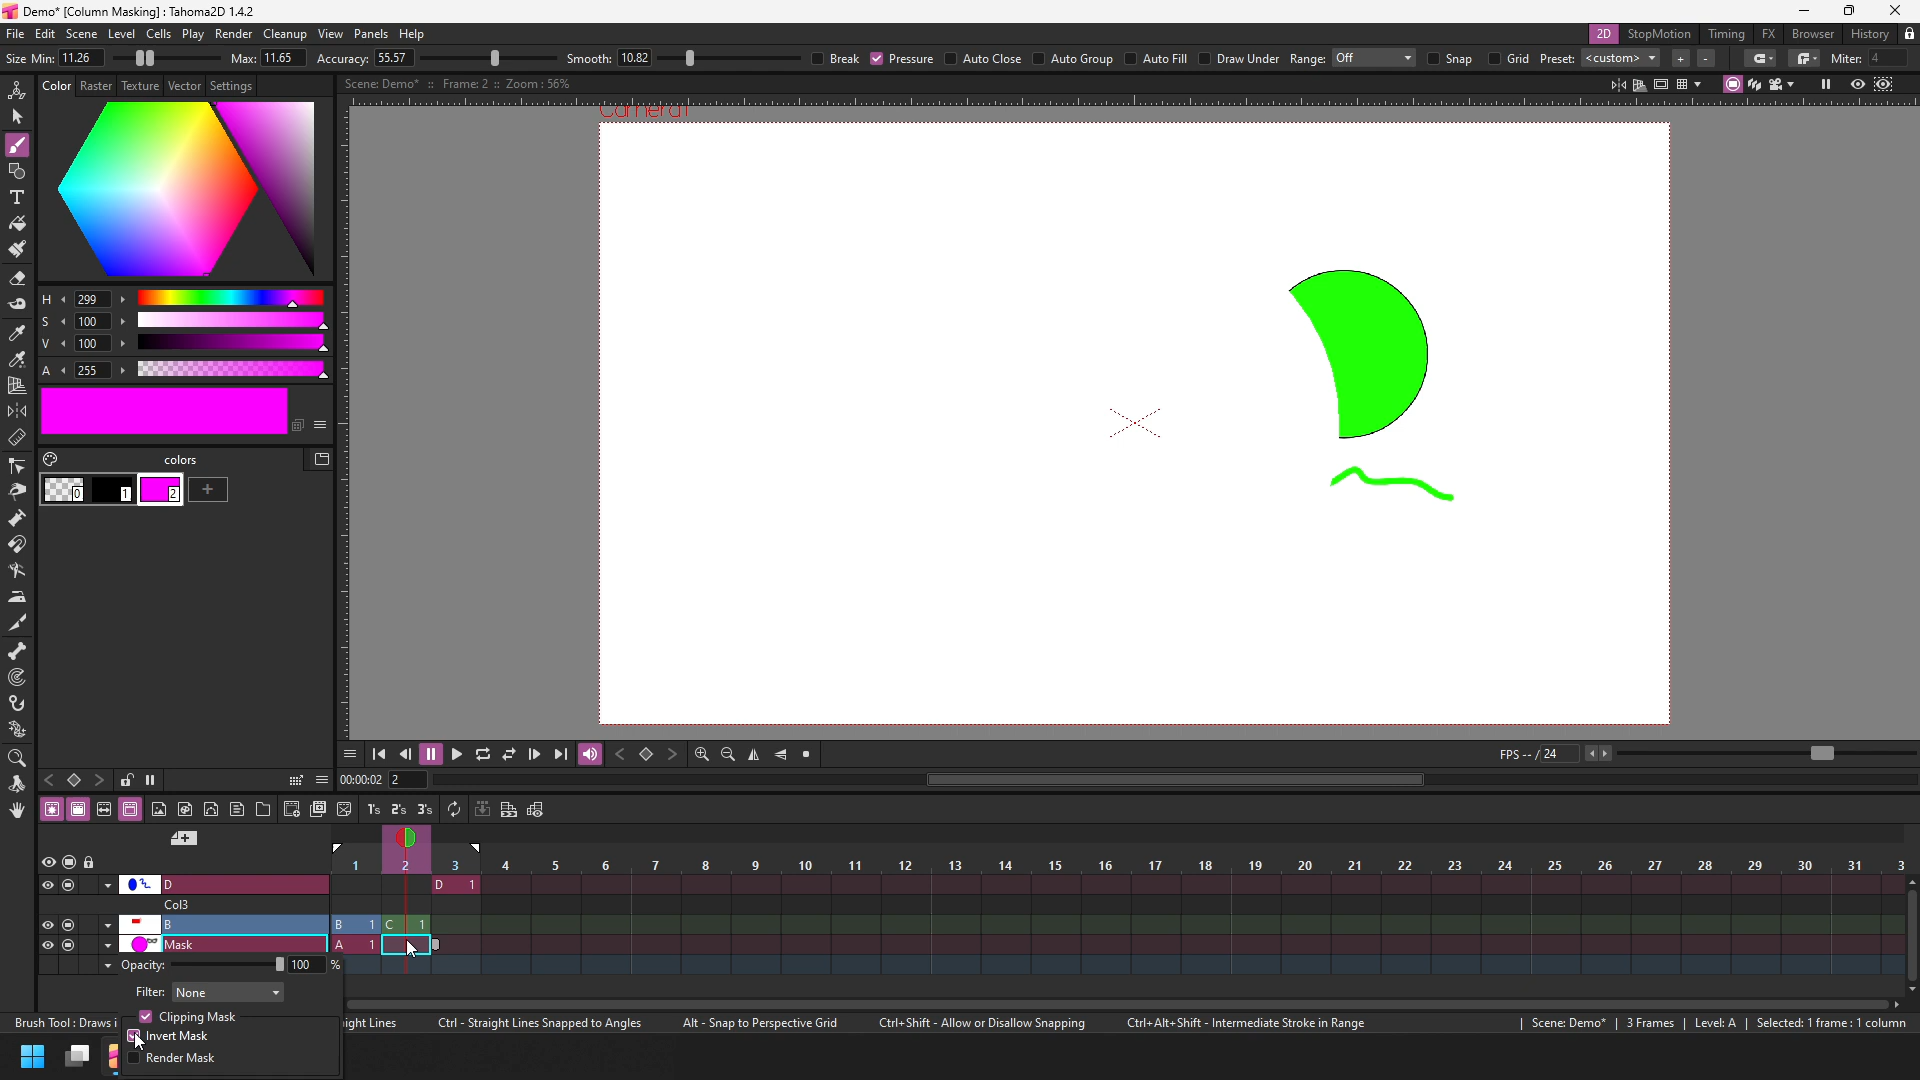 Demo* [Column Masking] : Tahoma2D 1.4.2
File Edit Scene Level Cells Play Render Cleanup View Panels Help
2D StopMotion Timing FX Browser History
Size Min: 11.26 Max: 11.65 Accuracy: 55.57 Smooth: 10.82 Break Pressure Auto Close Auto Group Auto Fill Draw Under Range: Off Snap Grid Preset: <custom> + - Miter: 4
Color Raster Texture Vector Settings
Scene: Demo* :: Frame: 2 :: Zoom : 56%
Camera1
H 299
S 100
V 100
A 255
colors
0 1 2 +
FPS -- / 24
00:00:02 2
1's 2's 3's
1 2 3 4 5 6 7 8 9 10 11 12 13 14 15 16 17 18 19 20 21 22 23 24 25 26 27 28 29 30 31 3
D D 1
Col3
B B 1 C 1
Mask A 1
Opacity: 100 %
Filter: None
Clipping Mask
Invert Mask
Render Mask
Brush Tool : Draws i ight Lines Ctrl - Straight Lines Snapped to Angles Alt - Snap to Perspective Grid Ctrl+Shift - Allow or Disallow Snapping Ctrl+Alt+Shift - Intermediate Stroke in Range | Scene: Demo* | 3 Frames | Level: A | Selected: 1 frame : 1 column